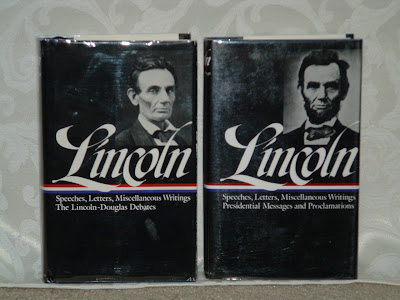 Lincoln
Speeches, Letters, Miscellaneous Writings
The Lincoln-Douglas Debates
Lincoln
Speeches, Letters, Miscellaneous Writings
Presidential Messages and Proclamations